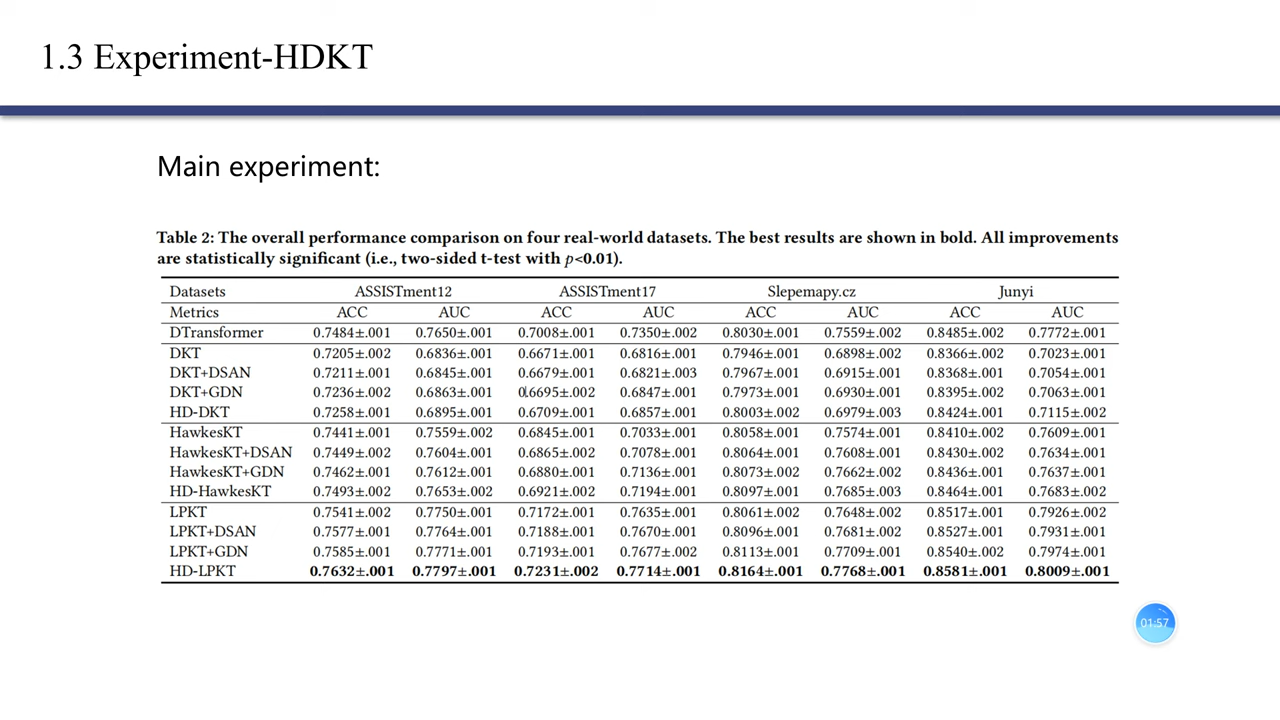 1.3 Experiment-HDKT
Main experiment:
Table 2: The overall performance comparison on four real-world datasets. The best results are shown in bold. All improvements
are statistically significant (i.e., two-sided t-test with p<0.01).
Datasets ASSISTment12 ASSISTment17 Slepemapy.cz Junyi
Metrics ACC AUC ACC AUC ACC AUC ACC AUC
DTransformer 0.7484±.001 0.7650±.001 0.7008±.001 0.7350±.002 0.8030±.001 0.7559±.002 0.8485±.002 0.7772±.001
DKT 0.7205±.002 0.6836±.001 0.6671±.001 0.6816±.001 0.7946±.001 0.6898±.002 0.8366±.002 0.7023±.001
DKT+DSAN 0.7211±.001 0.6845±.001 0.6679±.001 0.6821±.003 0.7967±.001 0.6915±.001 0.8368±.001 0.7054±.001
DKT+GDN 0.7236±.002 0.6863±.001 0.6695±.002 0.6847±.001 0.7973±.001 0.6930±.001 0.8395±.002 0.7063±.001
HD-DKT 0.7258±.001 0.6895±.001 0.6709±.001 0.6857±.001 0.8003±.002 0.6979±.003 0.8424±.001 0.7115±.002
HawkesKT 0.7441±.001 0.7559±.002 0.6845±.001 0.7033±.001 0.8058±.001 0.7574±.001 0.8410±.002 0.7609±.001
HawkesKT+DSAN 0.7449±.002 0.7604±.001 0.6865±.002 0.7078±.001 0.8064±.001 0.7608±.001 0.8430±.002 0.7634±.001
HawkesKT+GDN 0.7462±.001 0.7612±.001 0.6880±.001 0.7136±.001 0.8073±.002 0.7662±.002 0.8436±.001 0.7637±.001
HD-HawkesKT 0.7493±.002 0.7653±.002 0.6921±.002 0.7194±.001 0.8097±.001 0.7685±.003 0.8464±.001 0.7683±.002
LPKT 0.7541±.002 0.7750±.001 0.7172±.001 0.7635±.001 0.8061±.002 0.7648±.002 0.8517±.001 0.7926±.002
LPKT+DSAN 0.7577±.001 0.7764±.001 0.7188±.001 0.7670±.001 0.8096±.001 0.7681±.002 0.8527±.001 0.7931±.001
LPKT+GDN 0.7585±.001 0.7771±.001 0.7193±.001 0.7677±.002 0.8113±.001 0.7709±.001 0.8540±.002 0.7974±.001
HD-LPKT 0.7632±.001 0.7797±.001 0.7231±.002 0.7714±.001 0.8164±.001 0.7768±.001 0.8581±.001 0.8009±.001
01:57